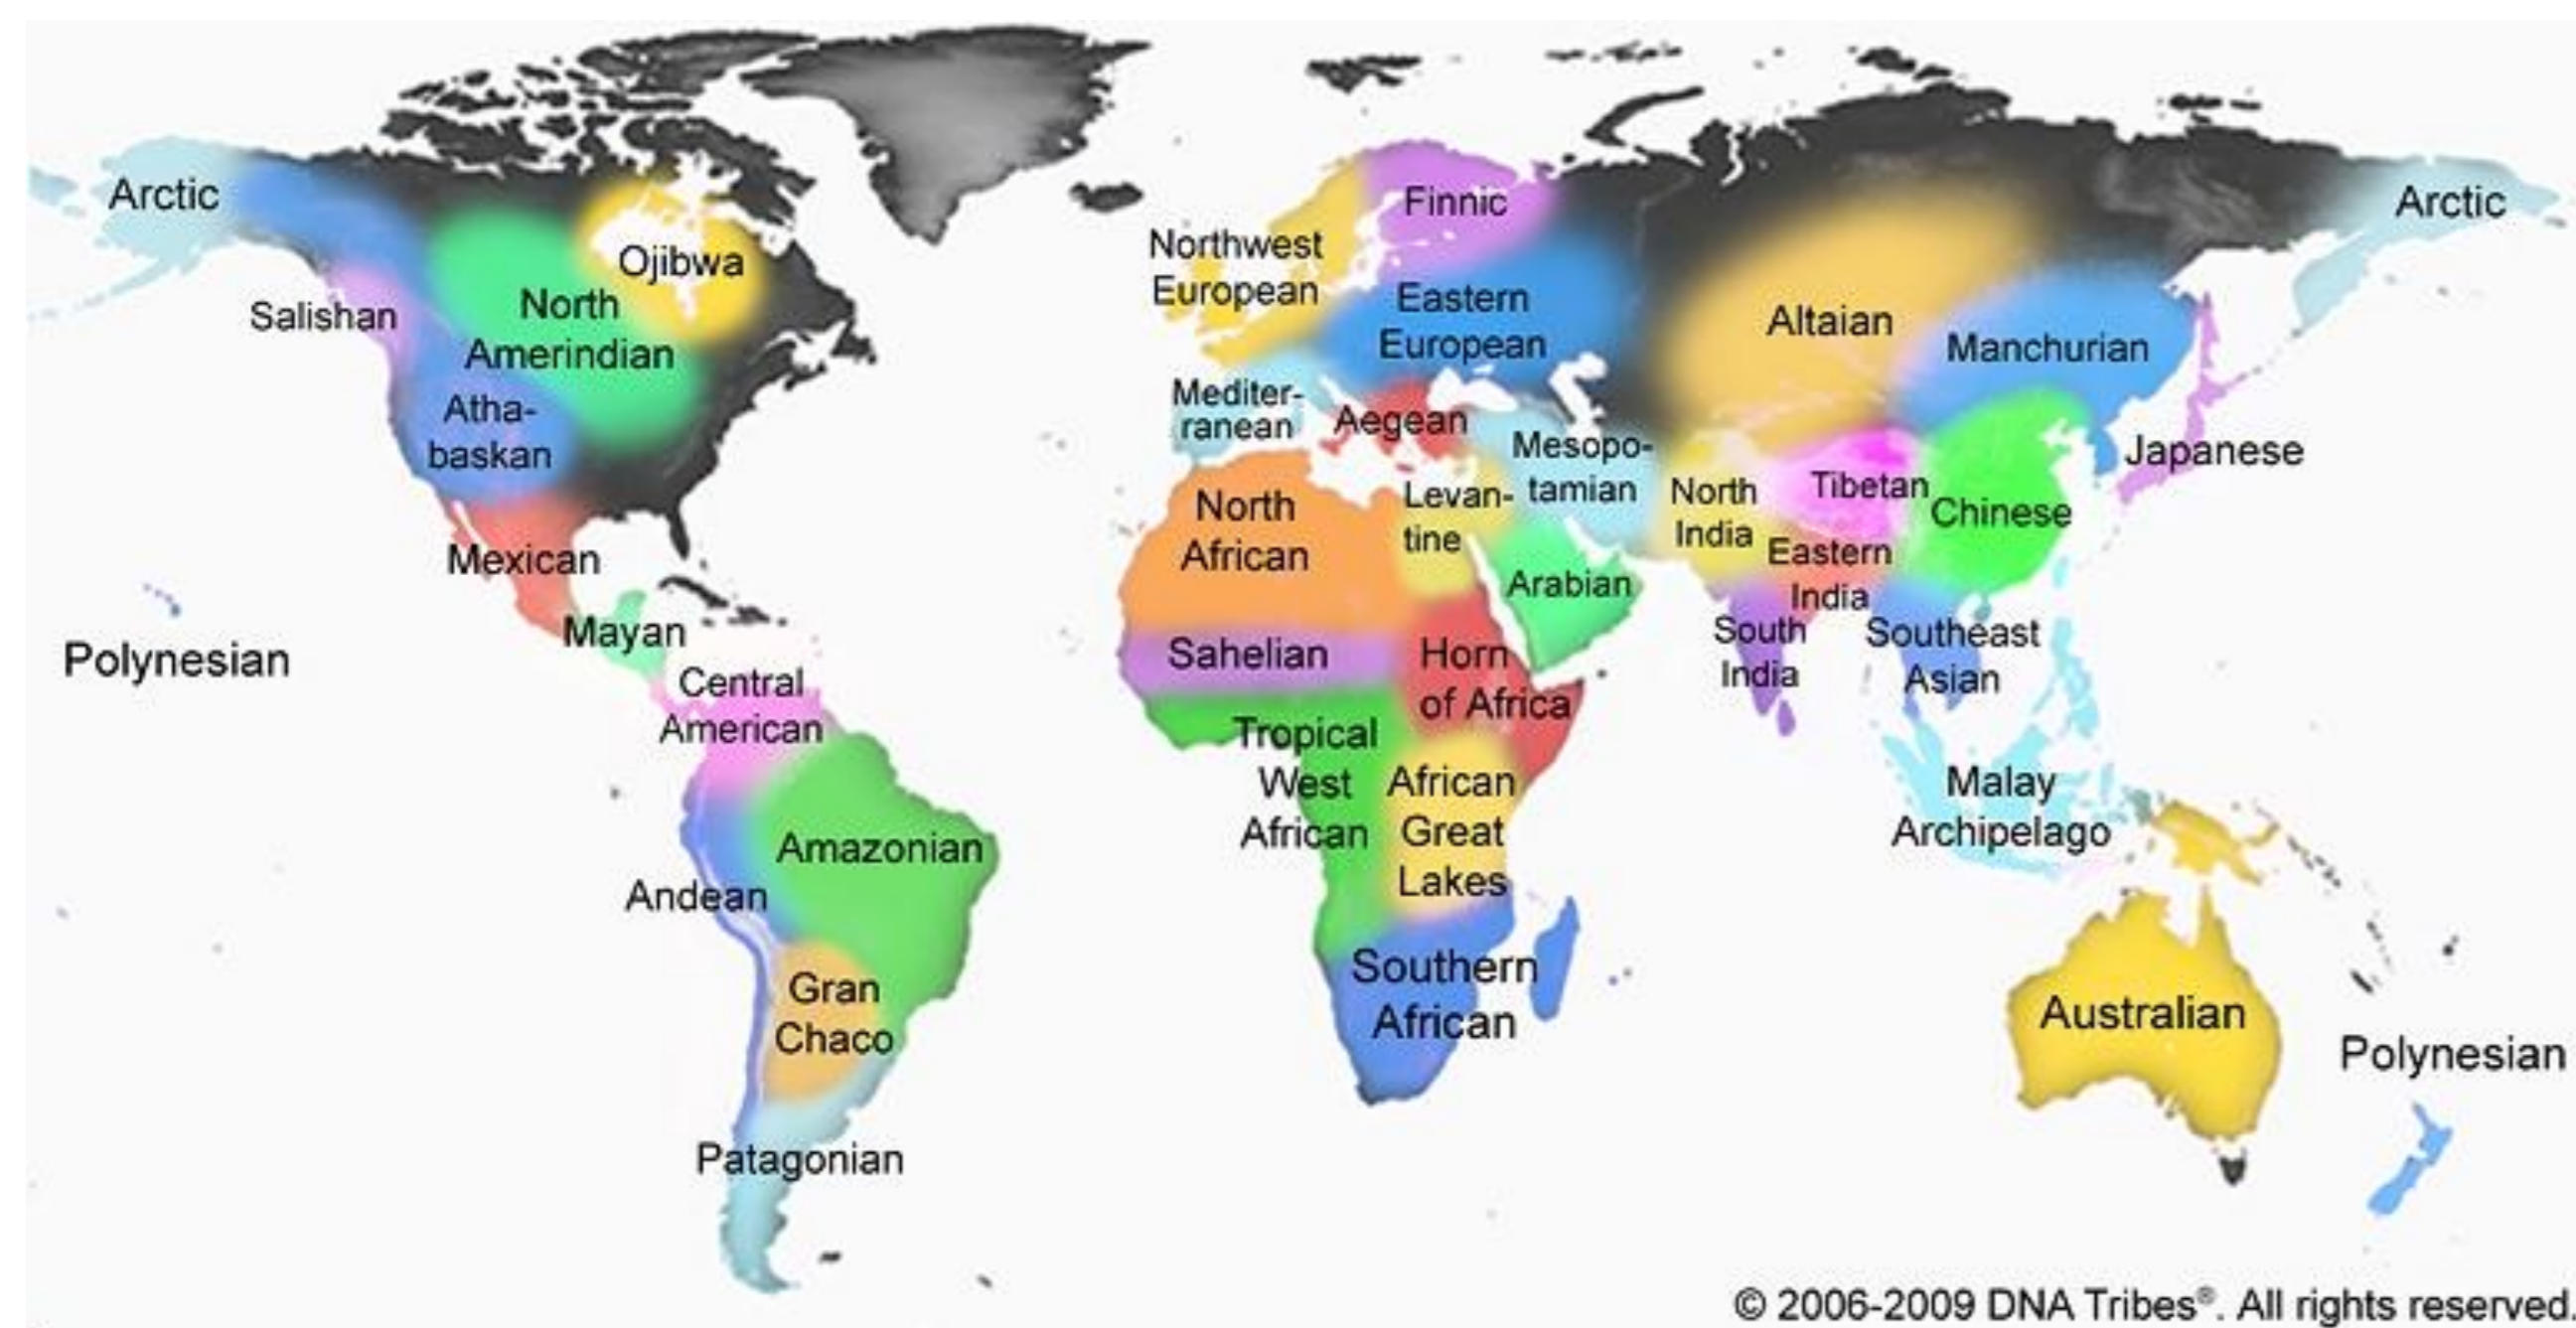 Arctic
Ojibwa
North
Amerindian
Salishan
Atha-
baskan
Mexican
Mayan
Polynesian
Central
American
Amazonian
Andean
Gran
Chaco
Patagonian
Finnic
Northwest
European
Eastern
European
Mediter-
ranean
Aegean
Mesopo-
tamian
Levan-
tine
North
African
Arabian
Sahelian
Horn
of Africa
Tropical
West
African
African
Great
Lakes
Southern
African
Arctic
Altaian
Manchurian
Japanese
Tibetan
Chinese
North
India
Eastern
India
South
India
Southeast
Asian
Malay
Archipelago
Australian
Polynesian
© 2006-2009 DNA Tribes®. All rights reserved.